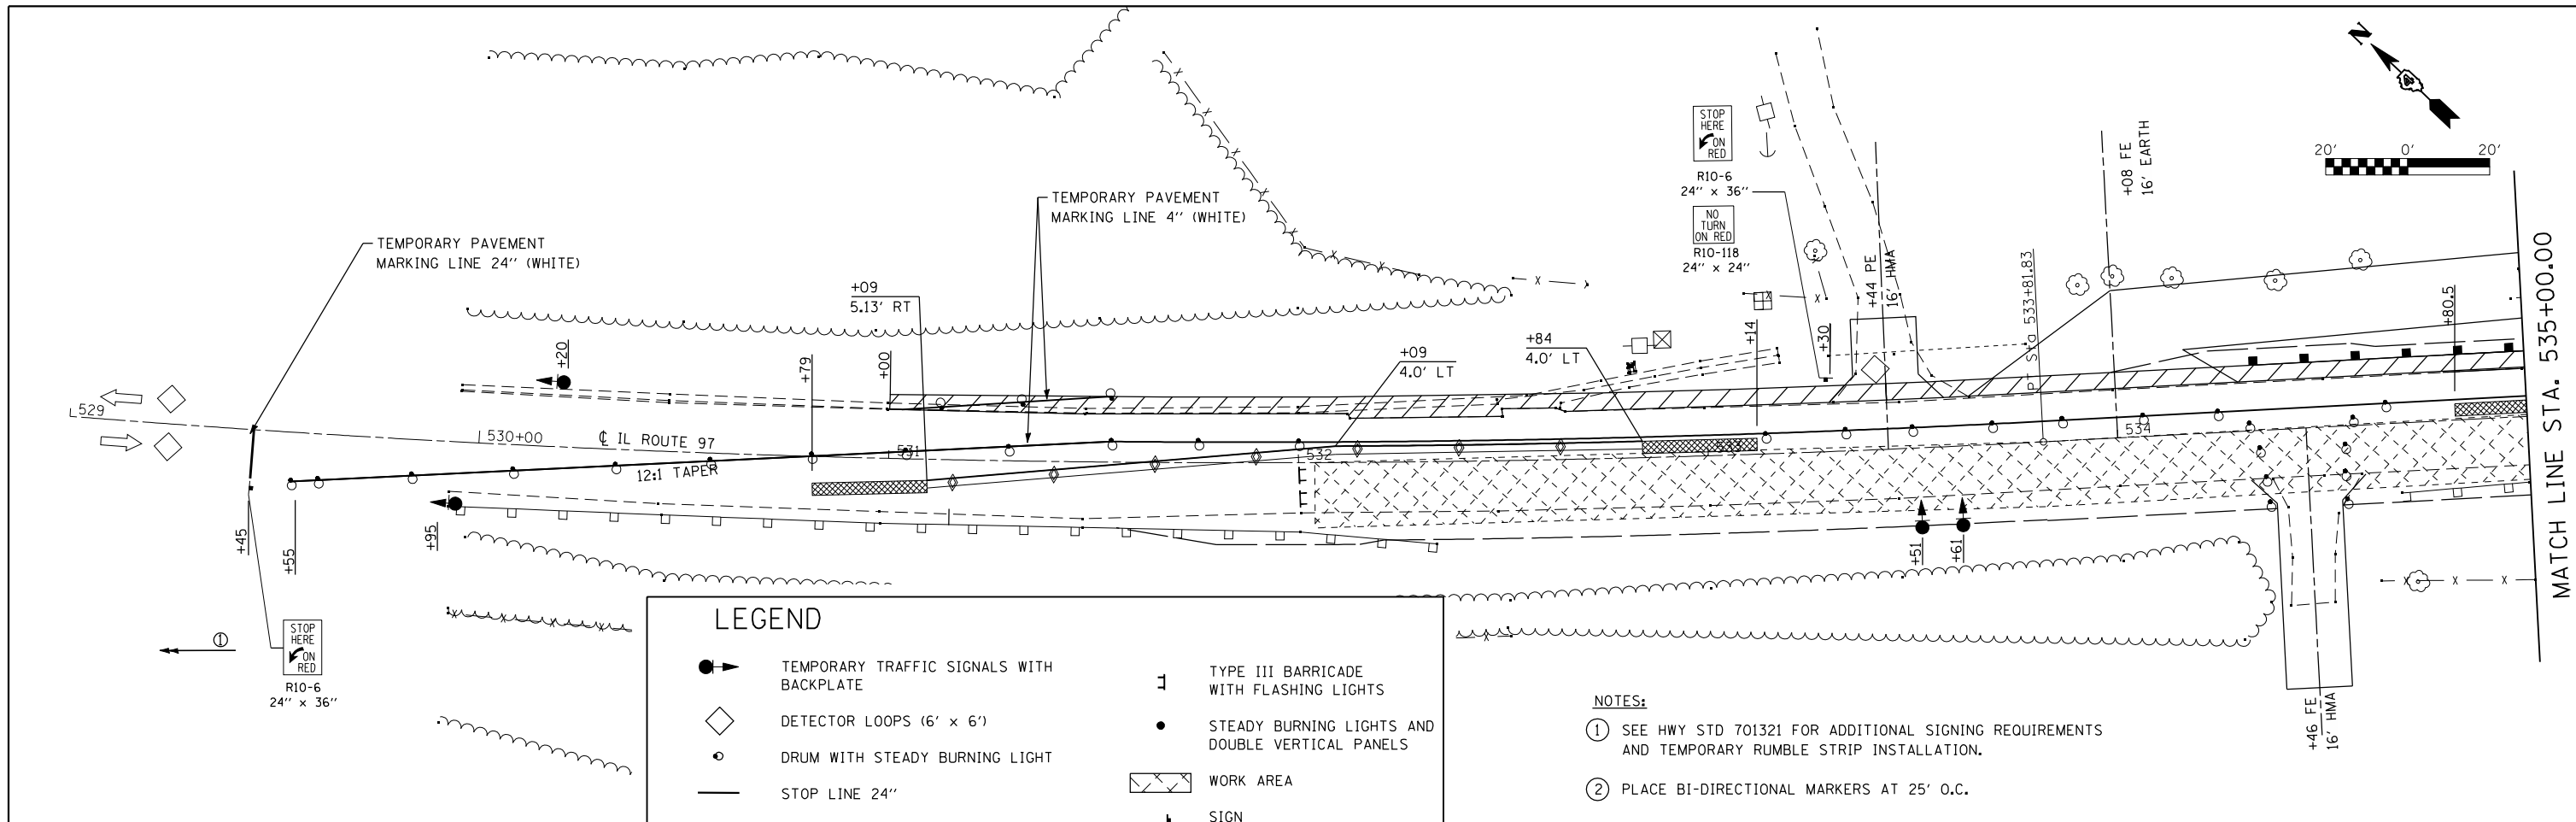 N
20' 0' 20'
STOP
HERE
ON
RED
R10-6
24" x 36"
NO
TURN
ON RED
R10-118
24" x 24"
+08 FE
16' EARTH
+44 PE
16' HMA
PT Sta 533+81.83
MATCH LINE STA. 535+00.00
TEMPORARY PAVEMENT
MARKING LINE 4" (WHITE)
TEMPORARY PAVEMENT
MARKING LINE 24" (WHITE)
+09
5.13' RT
+20
+79
+00
+09
4.0' LT
+84
4.0' LT
+14
+30
+80.5
529
530+00
℄ IL ROUTE 97
531
532
533
534
12:1 TAPER
+45
+55
+95
+51
+61
+46 FE
16' HMA
1
STOP
HERE
ON
RED
R10-6
24" x 36"
LEGEND
TEMPORARY TRAFFIC SIGNALS WITH
BACKPLATE
DETECTOR LOOPS (6' x 6')
DRUM WITH STEADY BURNING LIGHT
STOP LINE 24"
TYPE III BARRICADE
WITH FLASHING LIGHTS
STEADY BURNING LIGHTS AND
DOUBLE VERTICAL PANELS
WORK AREA
SIGN
NOTES:
1 SEE HWY STD 701321 FOR ADDITIONAL SIGNING REQUIREMENTS
AND TEMPORARY RUMBLE STRIP INSTALLATION.
2 PLACE BI-DIRECTIONAL MARKERS AT 25' O.C.